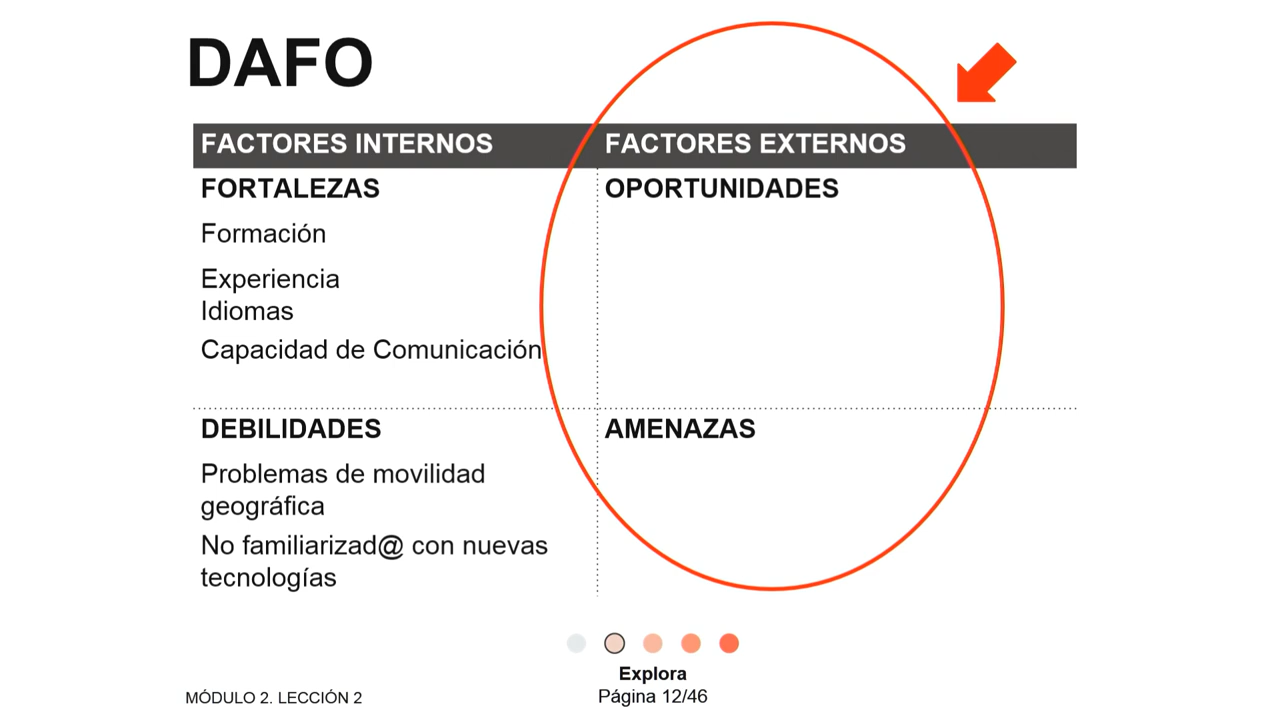 DAFO
FACTORES INTERNOS
FACTORES EXTERNOS
FORTALEZAS
OPORTUNIDADES
Formación
Experiencia
Idiomas
Capacidad de Comunicación
DEBILIDADES
AMENAZAS
Problemas de movilidad
geográfica
No familiarizad@ con nuevas
tecnologías
Explora
Página 12/46
MÓDULO 2. LECCIÓN 2